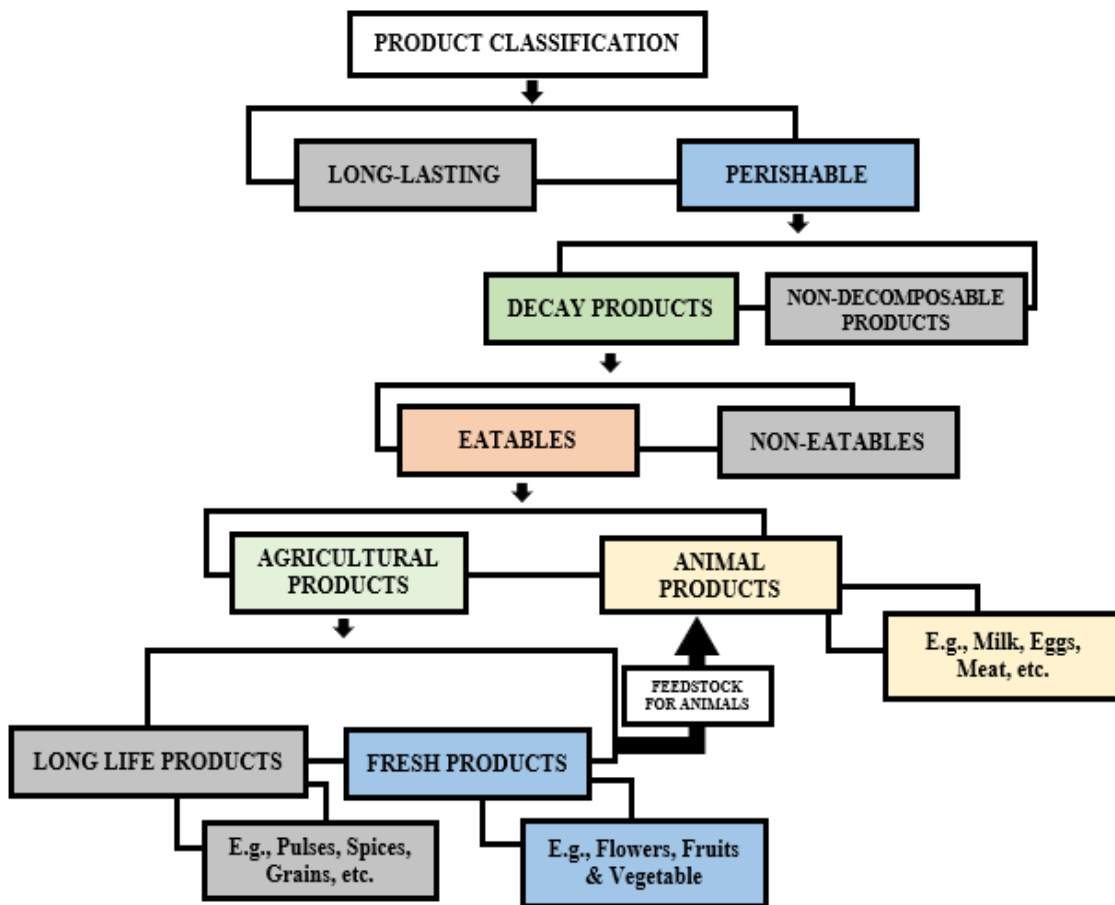 PRODUCT CLASSIFICATION
LONG-LASTING
PERISHABLE
DECAY PRODUCTS
NON-DECOMPOSABLE
PRODUCTS
EATABLES
NON-EATABLES
AGRICULTURAL
PRODUCTS
ANIMAL
PRODUCTS
E.g., Milk, Eggs,
Meat, etc.
FEEDSTOCK
FOR ANIMALS
LONG LIFE PRODUCTS
FRESH PRODUCTS
E.g., Pulses, Spices,
Grains, etc.
E.g., Flowers, Fruits
& Vegetable